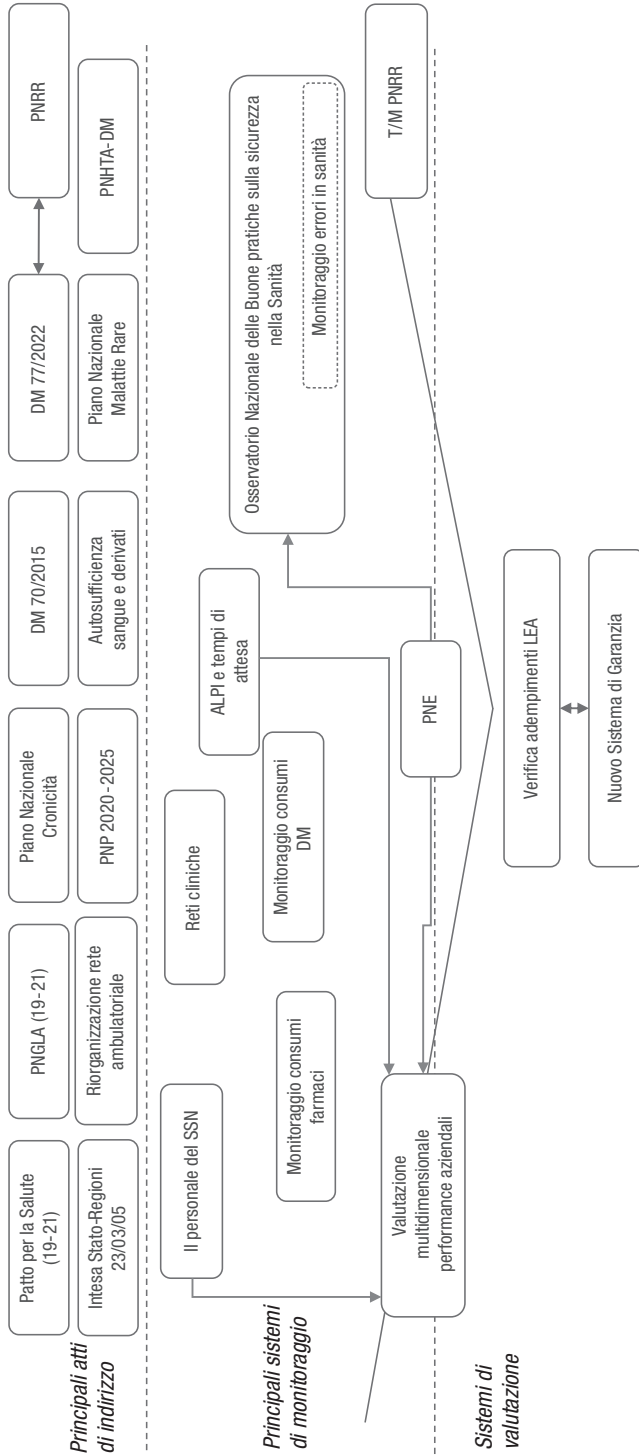 Principali atti
di indirizzo
Patto per la Salute
(19-21)
PNGLA (19-21)
Piano Nazionale
Cronicità
DM 70/2015
DM 77/2022
PNRR
Intesa Stato-Regioni
23/03/05
Riorganizzazione rete
ambulatoriale
PNP 2020-2025
Autosufficienza
sangue e derivati
Piano Nazionale
Malattie Rare
PNHTA-DM
Principali sistemi
di monitoraggio
Il personale del SSN
Reti cliniche
ALPI e tempi di
attesa
Osservatorio Nazionale delle Buone pratiche sulla sicurezza
nella Sanità
Monitoraggio errori in sanità
Monitoraggio consumi
farmaci
Monitoraggio consumi
DM
Valutazione
multidimensionale
performance aziendali
PNE
T/M PNRR
Sistemi di
valutazione
Verifica adempimenti LEA
Nuovo Sistema di Garanzia